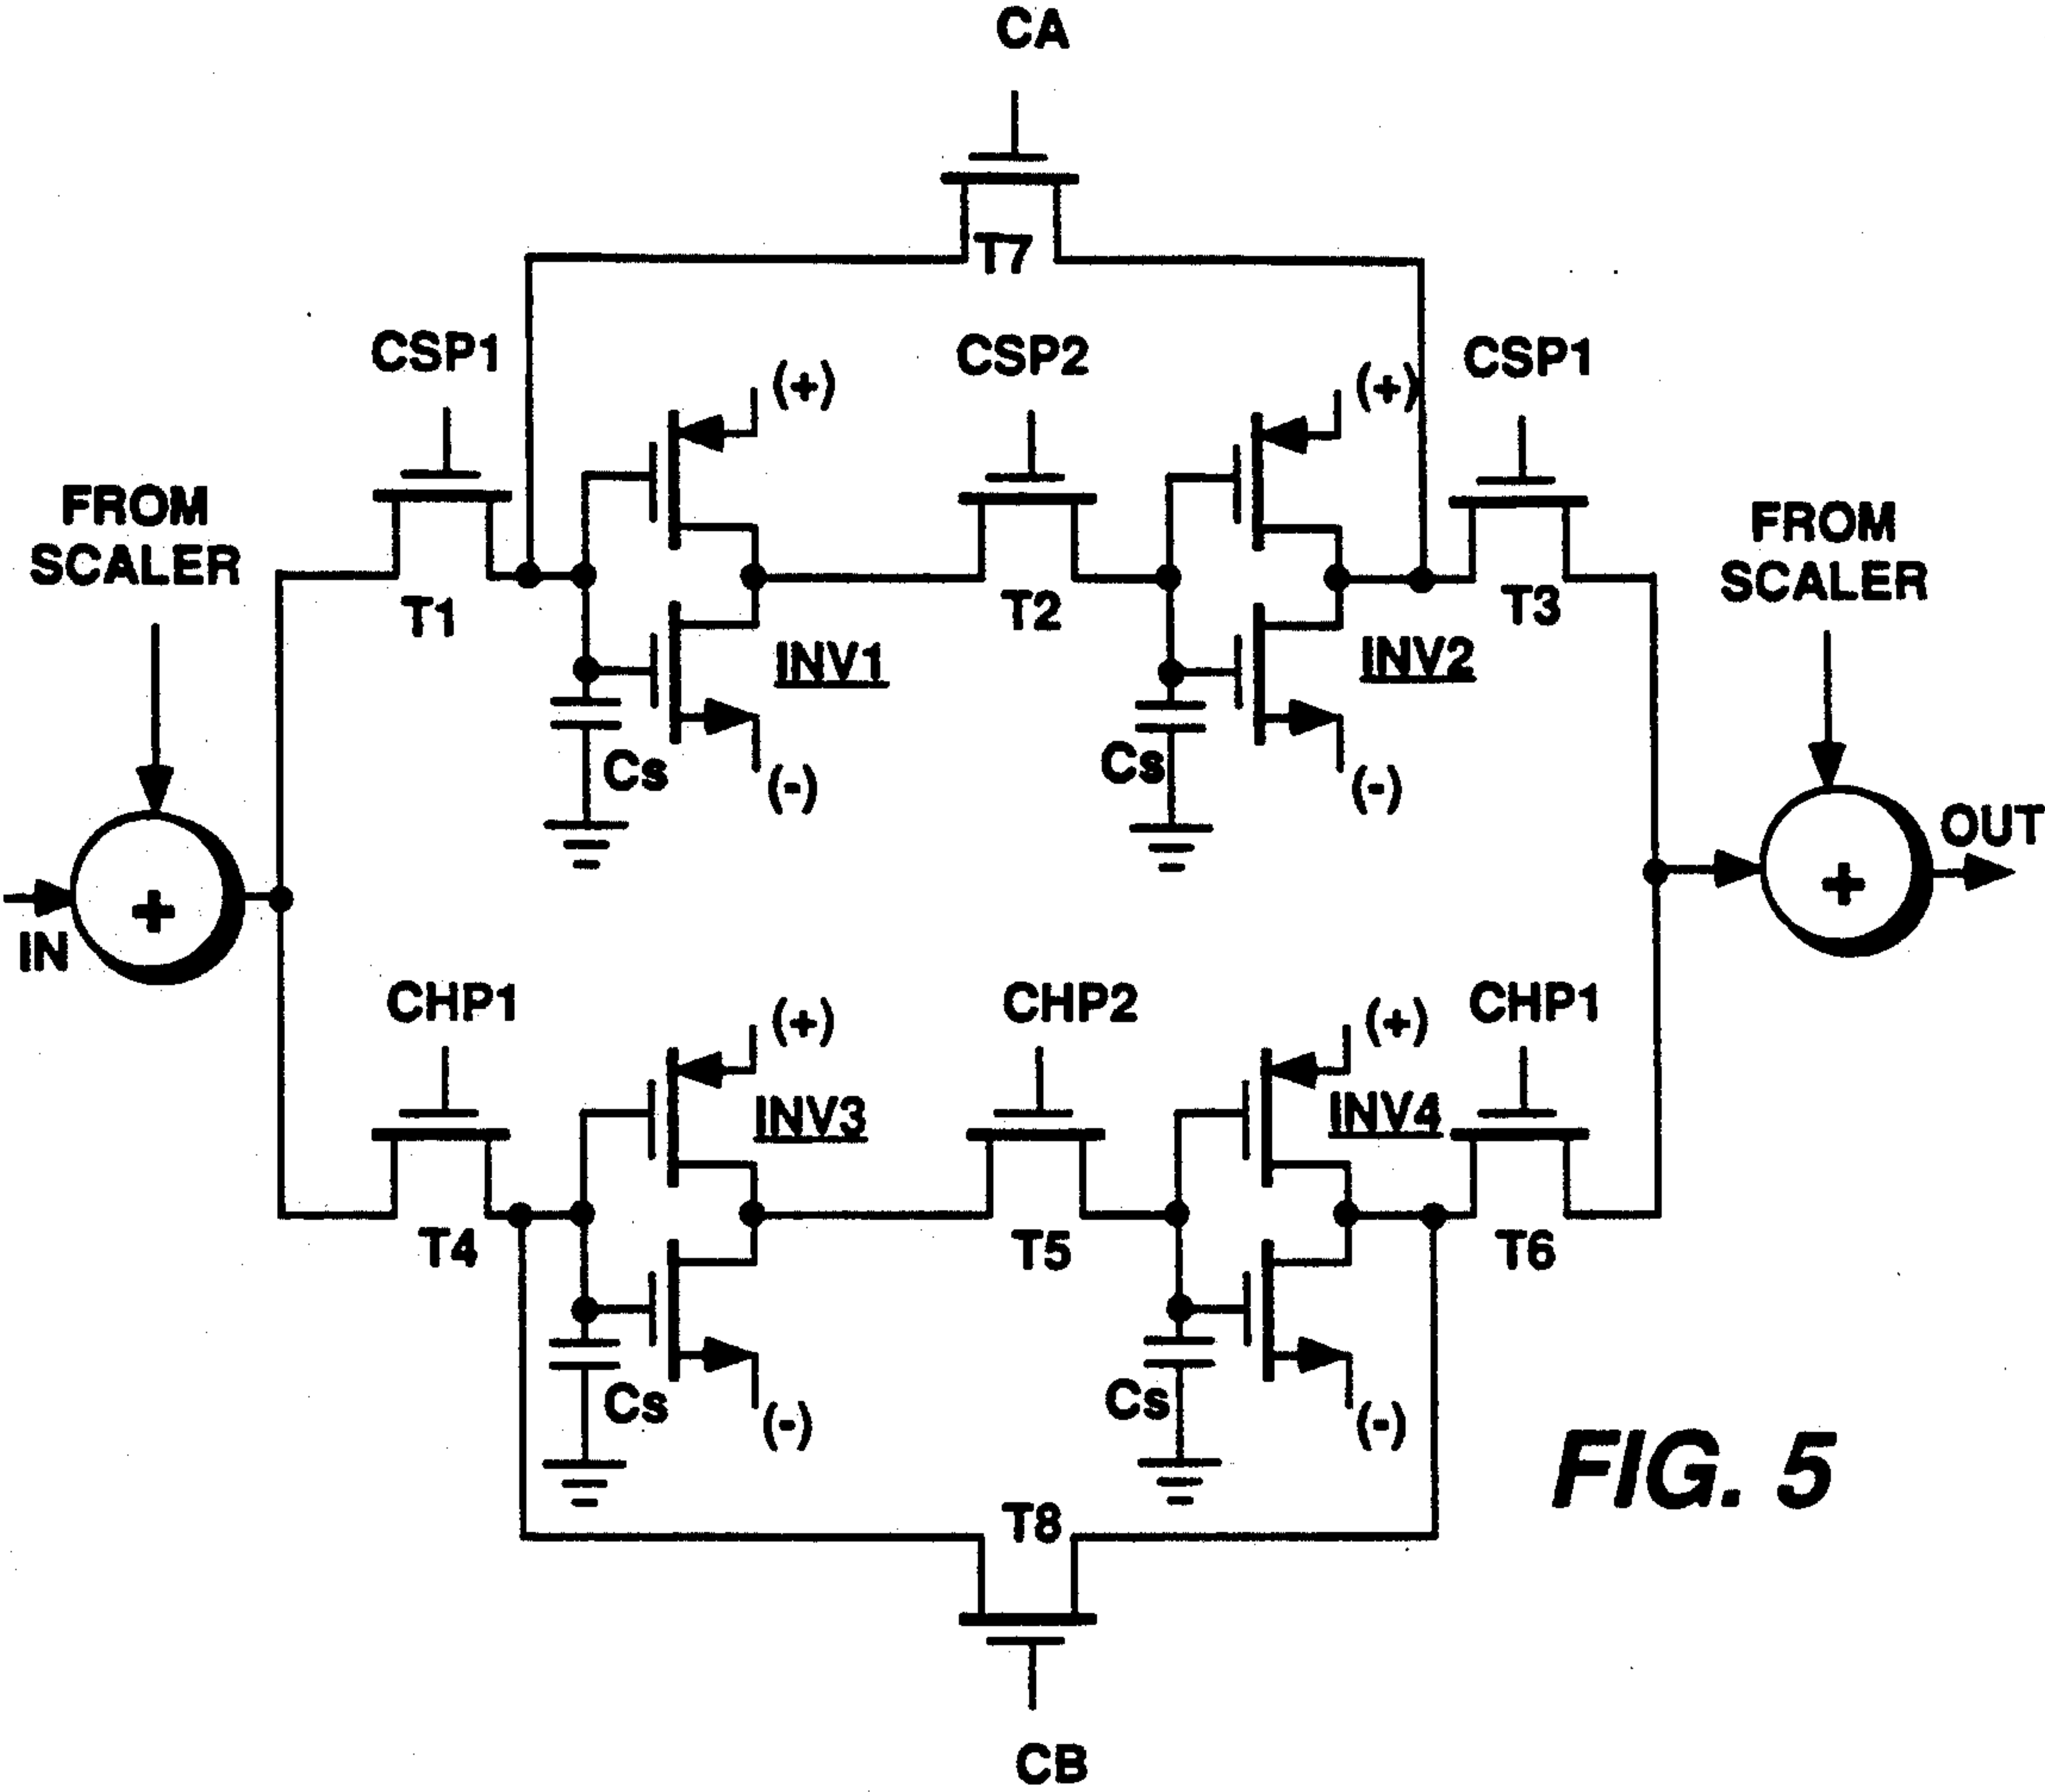 CA
T7
CSP1
CSP2
CSP1
(+)
(+)
FROM
SCALER
FROM
SCALER
T1
T2
T3
INV1
INV2
Cs
Cs
(-)
(-)
+
IN
+
OUT
CHP1
CHP2
CHP1
(+)
(+)
INV3
INV4
T4
T5
T6
Cs
Cs
(-)
(-)
T8
FIG. 5
CB